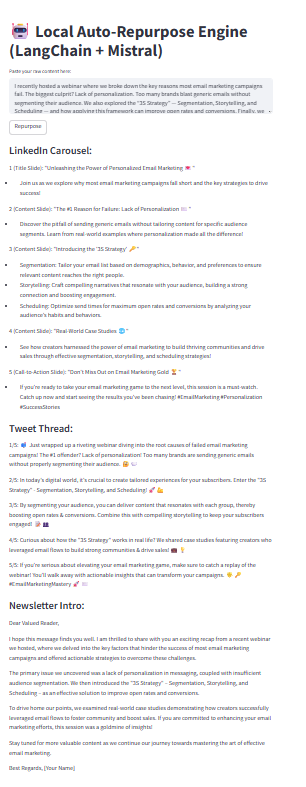 🤖 Local Auto-Repurpose Engine
(LangChain + Mistral)
Paste your raw content here:
I recently hosted a webinar where we broke down the key reasons most email marketing campaigns
fail. The biggest culprit? Lack of personalization. Too many brands blast generic emails without
segmenting their audience. We also explored the "3S Strategy" — Segmentation, Storytelling, and
Scheduling — and how applying this framework can improve open rates and conversions. Finally, we
Repurpose
LinkedIn Carousel:
1 (Title Slide): "Unleashing the Power of Personalized Email Marketing 💌"
• Join us as we explore why most email marketing campaigns fall short and the key strategies to drive
success!
2 (Content Slide): "The #1 Reason for Failure: Lack of Personalization 📨"
• Discover the pitfall of sending generic emails without tailoring content for specific audience
segments. Learn from real-world examples where personalization made all the difference!
3 (Content Slide): "Introducing the '3S Strategy' 🔑"
• Segmentation: Tailor your email list based on demographics, behavior, and preferences to ensure
relevant content reaches the right people.
• Storytelling: Craft compelling narratives that resonate with your audience, building a strong
connection and boosting engagement.
• Scheduling: Optimize send times for maximum open rates and conversions by analyzing your
audience's habits and behaviors.
4 (Content Slide): "Real-World Case Studies 🌐"
• See how creators harnessed the power of email marketing to build thriving communities and drive
sales through effective segmentation, storytelling, and scheduling strategies!
5 (Call-to-Action Slide): "Don't Miss Out on Email Marketing Gold 🏆"
• If you're ready to take your email marketing game to the next level, this session is a must-watch.
Catch up now and start seeing the results you've been chasing! #EmailMarketing #Personalization
#SuccessStories
Tweet Thread:
1/5: 📢 Just wrapped up a riveting webinar diving into the root causes of failed email marketing
campaigns! The #1 offender? Lack of personalization! Too many brands are sending generic emails
without properly segmenting their audience.
2/5: In today's digital world, it's crucial to create tailored experiences for your subscribers. Enter the "3S
Strategy" - Segmentation, Storytelling, and Scheduling! 🚀
3/5: By segmenting your audience, you can deliver content that resonates with each group, thereby
boosting open rates & conversions. Combine this with compelling storytelling to keep your subscribers
engaged!
4/5: Curious about how the "3S Strategy" works in real life? We shared case studies featuring creators who
leveraged email flows to build strong communities & drive sales! 💼💡
5/5: If you're serious about elevating your email marketing game, make sure to catch a replay of the
webinar! You'll walk away with actionable insights that can transform your campaigns. 🌟🔑
#EmailMarketingMastery 🚀
Newsletter Intro:
Dear Valued Reader,
I hope this message finds you well. I am thrilled to share with you an exciting recap from a recent webinar
we hosted, where we delved into the key factors that hinder the success of most email marketing
campaigns and offered actionable strategies to overcome these challenges.
The primary issue we uncovered was a lack of personalization in messaging, coupled with insufficient
audience segmentation. We then introduced the "3S Strategy" – Segmentation, Storytelling, and
Scheduling – as an effective solution to improve open rates and conversions.
To drive home our points, we examined real-world case studies demonstrating how creators successfully
leveraged email flows to foster community and boost sales. If you are committed to enhancing your email
marketing efforts, this session was a goldmine of insights!
Stay tuned for more valuable content as we continue our journey towards mastering the art of effective
email marketing.
Best Regards, [Your Name]